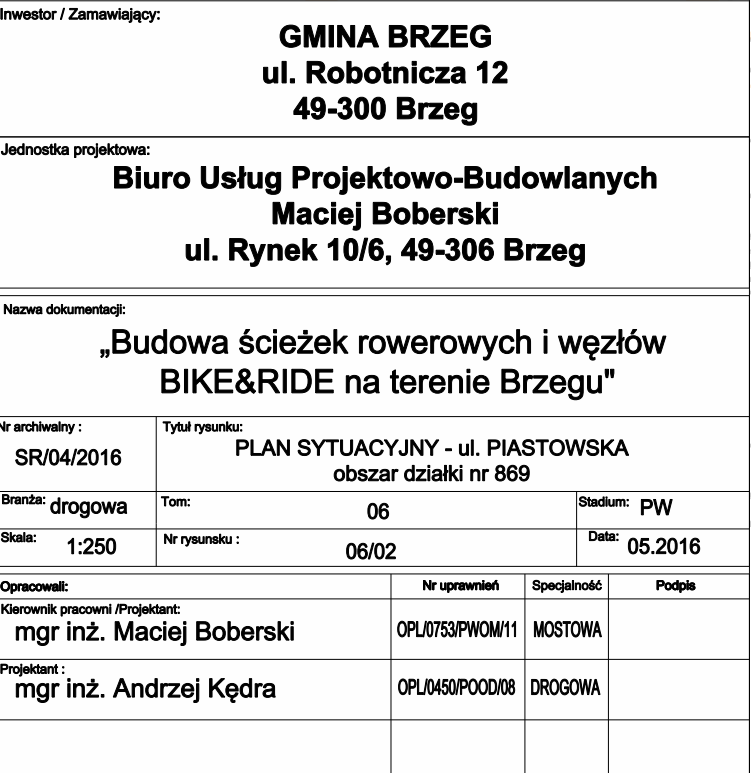 Inwestor / Zamawiający:
GMINA BRZEG
ul. Robotnicza 12
49-300 Brzeg
Jednostka projektowa:
Biuro Usług Projektowo-Budowlanych
Maciej Boberski
ul. Rynek 10/6, 49-306 Brzeg
Nazwa dokumentacji:
„Budowa ścieżek rowerowych i węzłów
BIKE&RIDE na terenie Brzegu"
Nr archiwalny :
SR/04/2016
Tytuł rysunku:
PLAN SYTUACYJNY - ul. PIASTOWSKA
obszar działki nr 869
Branża: drogowa
Tom: 06
Stadium: PW
Skala: 1:250
Nr rysunsku : 06/02
Data: 05.2016
Opracowali: Nr uprawnień Specjalność Podpis
Kierownik pracowni /Projektant:
mgr inż. Maciej Boberski OPL/0753/PWOM/11 MOSTOWA
Projektant :
mgr inż. Andrzej Kędra OPL/0450/POOD/08 DROGOWA